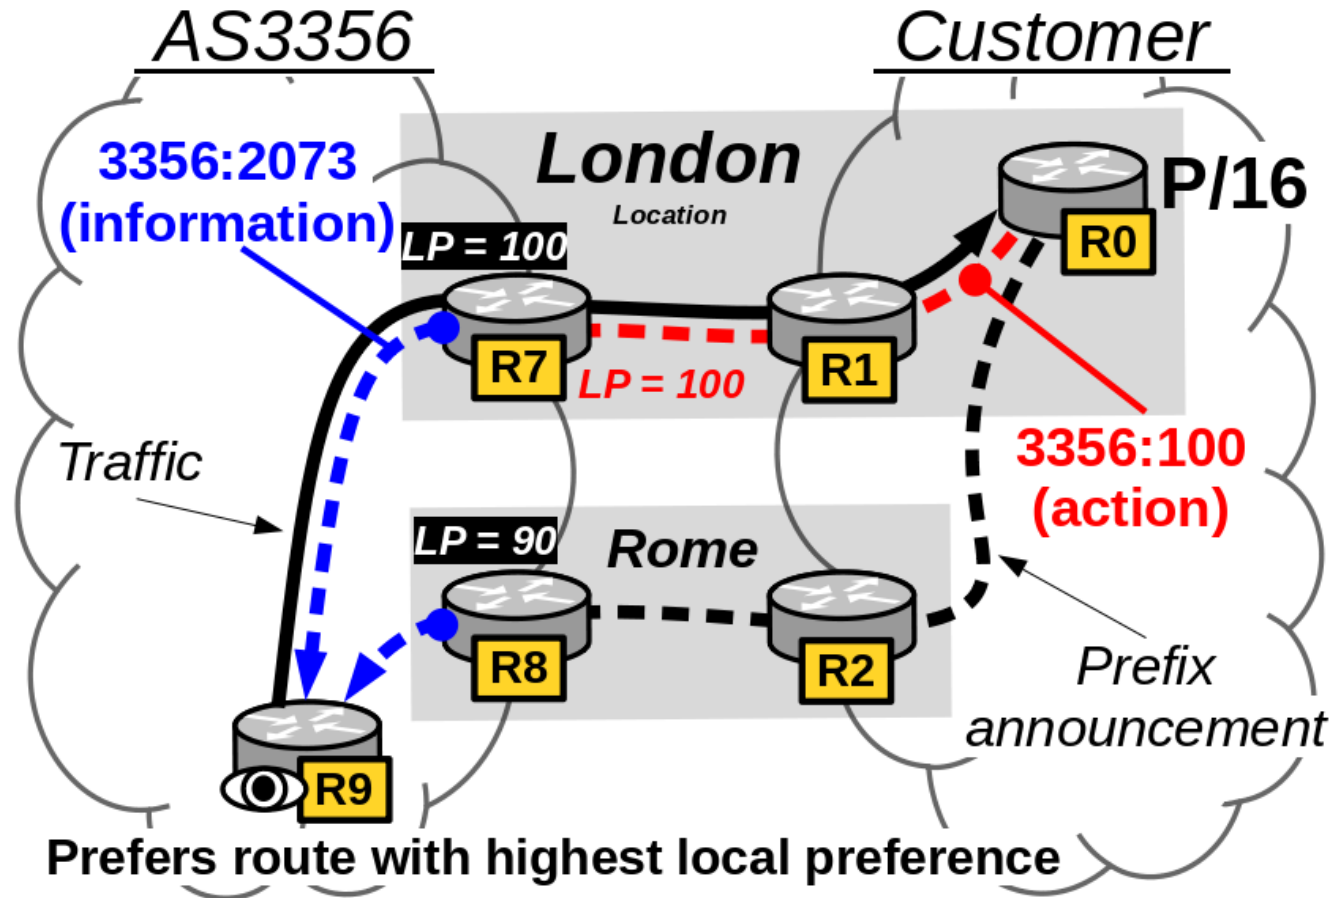 AS3356
Customer
3356:2073
(information)
London
Location
P/16
LP = 100
R0
R7
LP = 100
R1
3356:100
(action)
Traffic
LP = 90
Rome
R8
R2
Prefix
announcement
R9
Prefers route with highest local preference